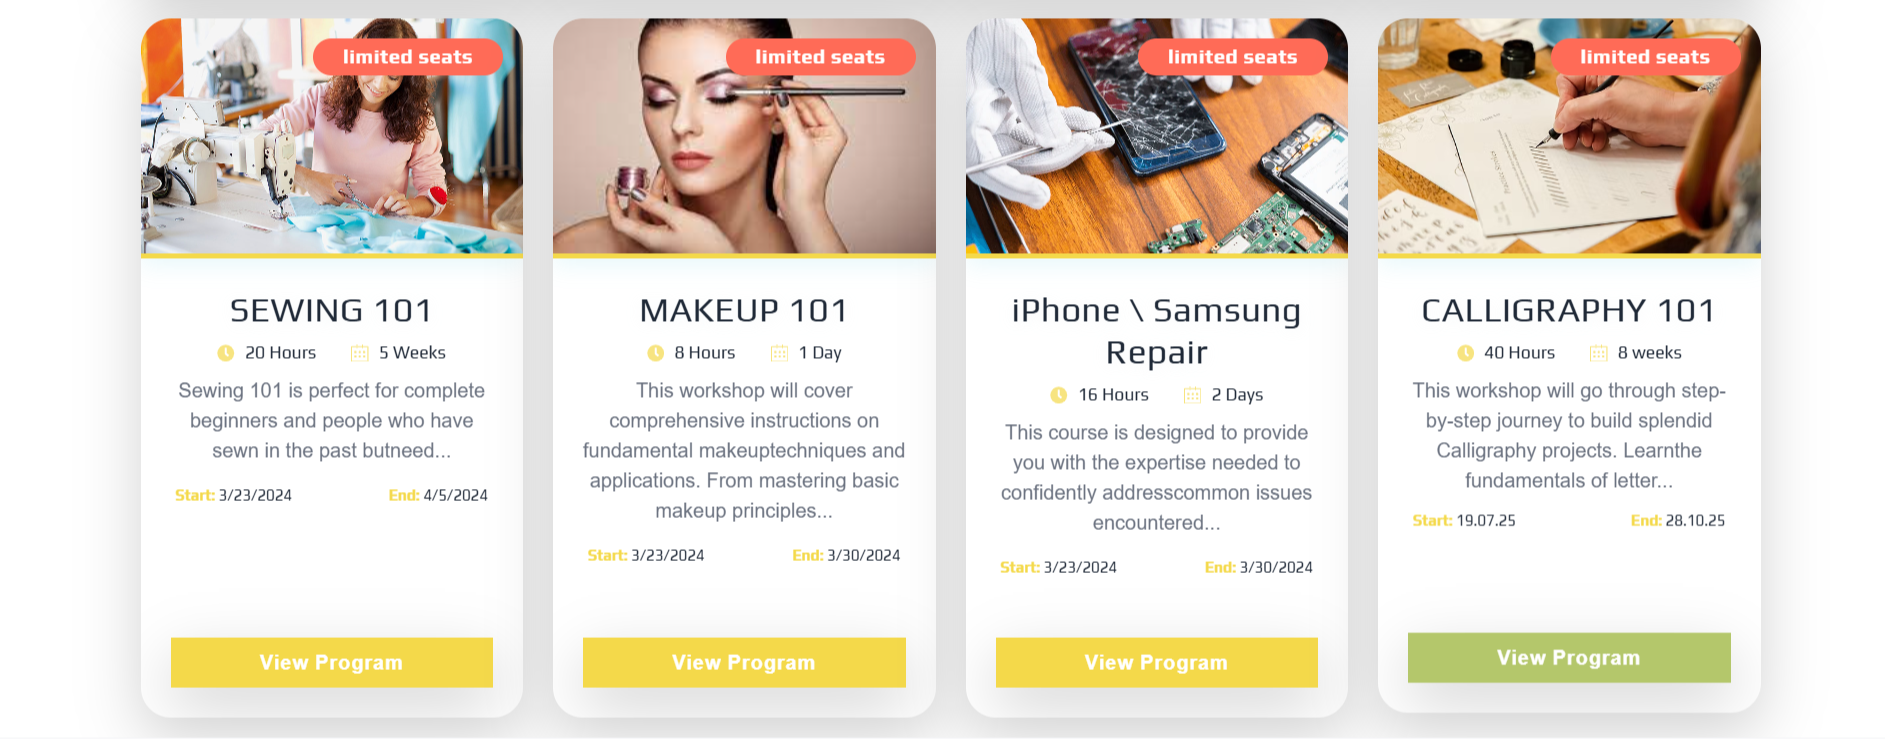 limited seats
SEWING 101
20 Hours 5 Weeks
Sewing 101 is perfect for complete
beginners and people who have
sewn in the past butneed...
Start: 3/23/2024 End: 4/5/2024
View Program
limited seats
MAKEUP 101
8 Hours 1 Day
This workshop will cover
comprehensive instructions on
fundamental makeuptechniques and
applications. From mastering basic
makeup principles...
Start: 3/23/2024 End: 3/30/2024
View Program
limited seats
iPhone \ Samsung
Repair
16 Hours 2 Days
This course is designed to provide
you with the expertise needed to
confidently addresscommon issues
encountered...
Start: 3/23/2024 End: 3/30/2024
View Program
limited seats
CALLIGRAPHY 101
40 Hours 8 weeks
This workshop will go through step-
by-step journey to build splendid
Calligraphy projects. Learnthe
fundamentals of letter...
Start: 19.07.25 End: 28.10.25
View Program